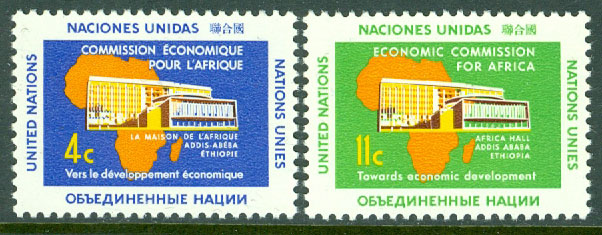 NACIONES UNIDAS 聯合國
UNITED NATIONS
COMMISSION ÉCONOMIQUE
POUR L'AFRIQUE
LA MAISON DE L'AFRIQUE
ADDIS-ABÉBA
ÉTHIOPIE
4c
Vers le développement économique
NATIONS UNIES
ОБЪЕДИНЕННЫЕ НАЦИИ
NACIONES UNIDAS 聯合國
UNITED NATIONS
ECONOMIC COMMISSION
FOR AFRICA
AFRICA HALL
ADDIS ABABA
ETHIOPIA
11c
Towards economic development
NATIONS UNIES
ОБЪЕДИНЕННЫЕ НАЦИИ